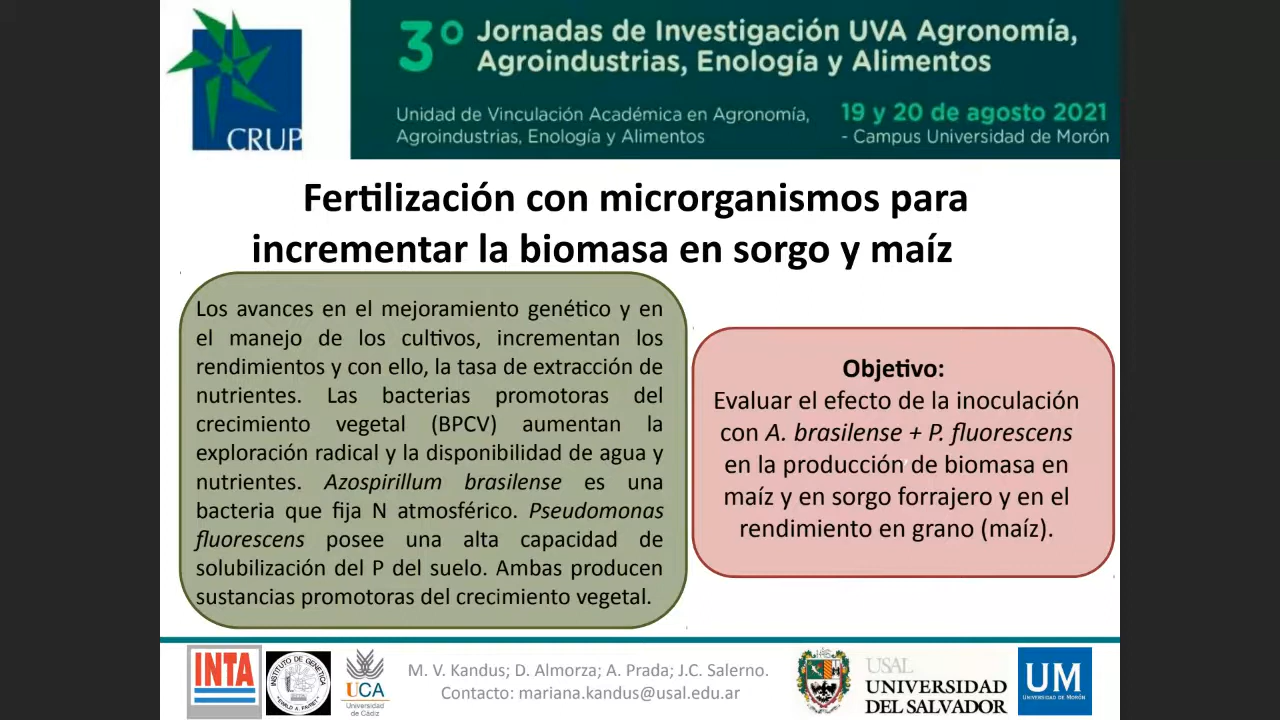 CRUP
3º
Jornadas de Investigación UVA Agronomía,
Agroindustrias, Enología y Alimentos
Unidad de Vinculación Académica en Agronomía,
Agroindustrias, Enología y Alimentos
19 y 20 de agosto 2021
- Campus Universidad de Morón
Fertilización con microrganismos para
incrementar la biomasa en sorgo y maíz
Los avances en el mejoramiento genético y en
el manejo de los cultivos, incrementan los
rendimientos y con ello, la tasa de extracción de
nutrientes. Las bacterias promotoras del
crecimiento vegetal (BPCV) aumentan la
exploración radical y la disponibilidad de agua y
nutrientes. Azospirillum brasilense es una
bacteria que fija N atmosférico. Pseudomonas
fluorescens posee una alta capacidad de
solubilización del P del suelo. Ambas producen
sustancias promotoras del crecimiento vegetal.
Objetivo:
Evaluar el efecto de la inoculación
con A. brasilense + P. fluorescens
en la producción de biomasa en
maíz y en sorgo forrajero y en el
rendimiento en grano (maíz).
INTA
INSTITUTO DE GENETICA
UCA
Universidad
de Cádiz
M. V. Kandus; D. Almorza; A. Prada; J.C. Salerno.
Contacto: mariana.kandus@usal.edu.ar
USAL
UNIVERSIDAD
DEL SALVADOR
UM
UNIVERSIDAD DE MORÓN